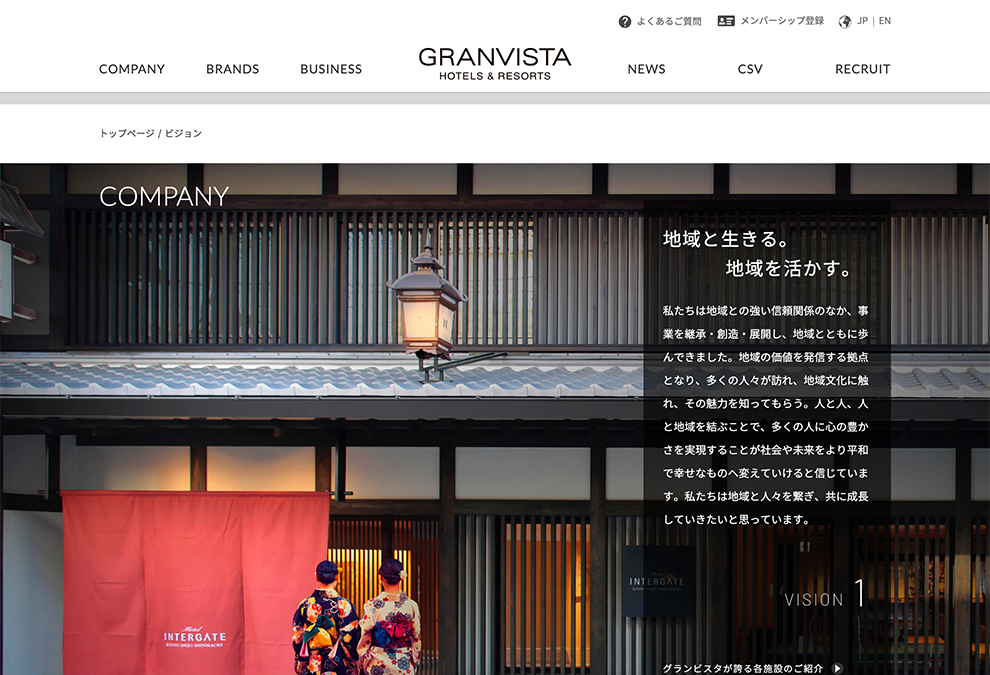 よくあるご質問 メンバーシップ登録 JP | EN
COMPANY BRANDS BUSINESS GRANVISTA HOTELS & RESORTS NEWS CSV RECRUIT
トップページ / ビジョン
COMPANY
地域と生きる。
地域を活かす。
私たちは地域との強い信頼関係のなか、事
業を継承・創造・展開し、地域とともに歩
んできました。地域の価値を発信する拠点
となり、多くの人々が訪れ、地域文化に触
れ、その魅力を知ってもらう。人と人、人
と地域を結ぶことで、多くの人に心の豊か
さを実現することが社会や未来をより平和
で幸せなものへ変えていけると信じていま
す。私たちは地域と人々を繋ぎ、共に成長
していきたいと思っています。
Hotel
INTERGATE
KYOTO SHIJO SHINMACHI
INTERGATE
KYOTO SHIJO SHINMACHI
VISION 1
グランビスタが誇る各施設のご紹介